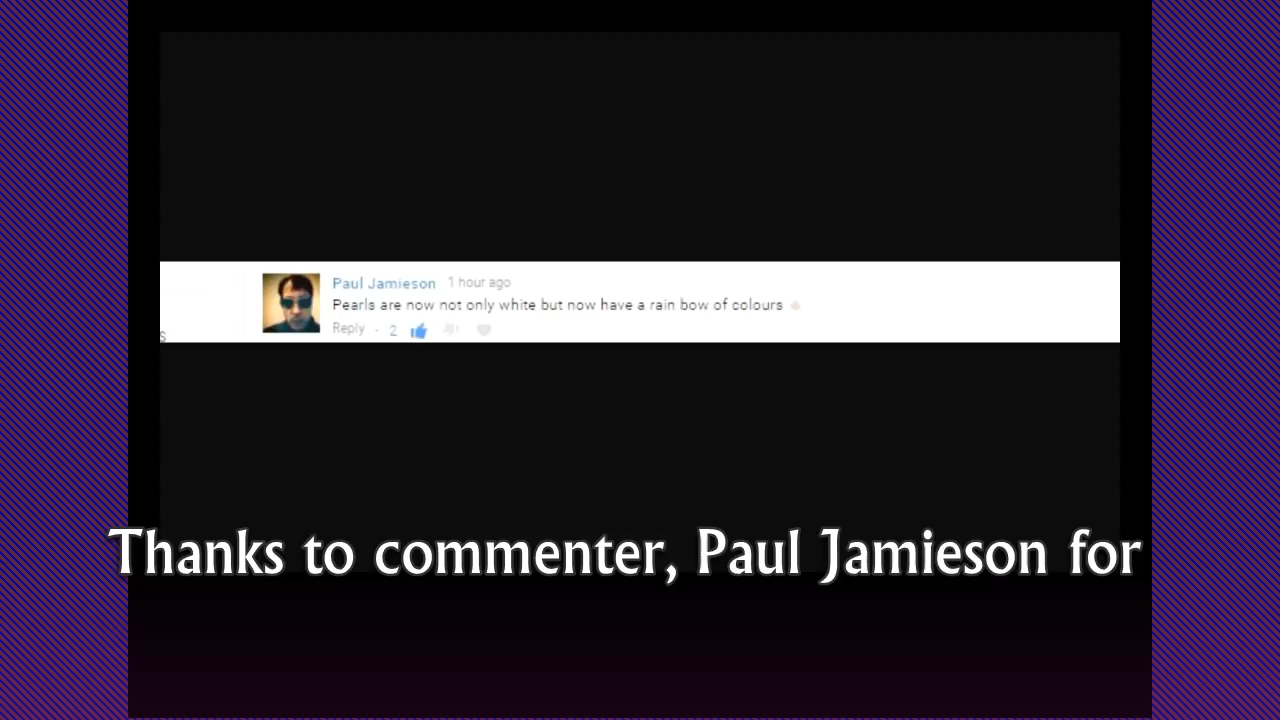 Paul Jamieson 1 hour ago
Pearls are now not only white but now have a rain bow of colours
Reply · 2
s
Thanks to commenter, Paul Jamieson for